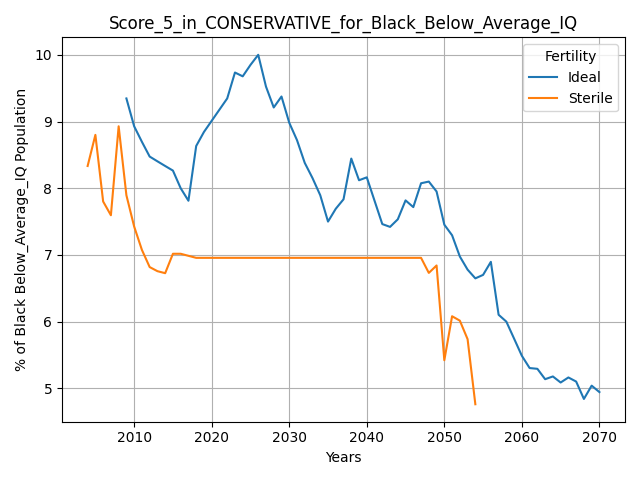 Score_5_in_CONSERVATIVE_for_Black_Below_Average_IQ
% of Black Below_Average_IQ Population
10
9
8
7
6
5
Fertility
Ideal
Sterile
2010 2020 2030 2040 2050 2060 2070
Years